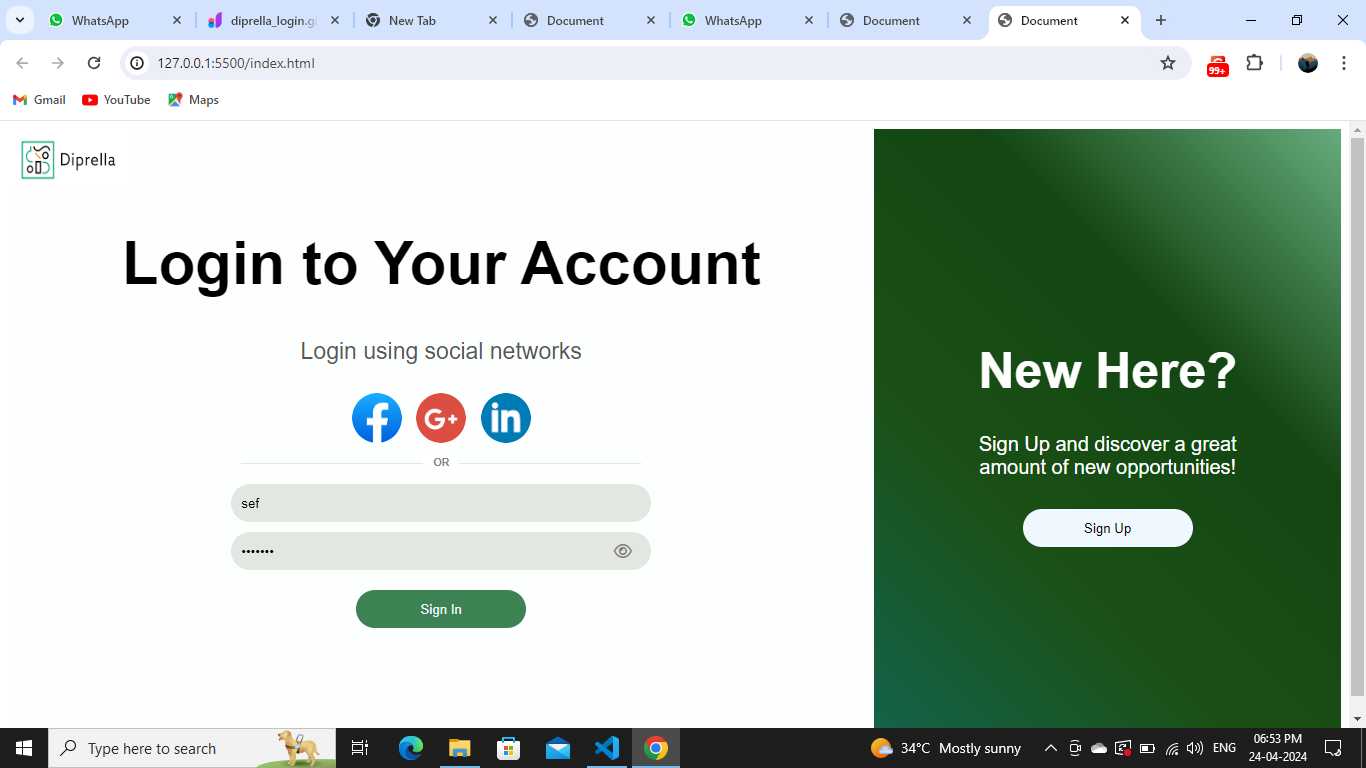 WhatsApp
diprella_login.gi
New Tab
Document
WhatsApp
Document
Document
127.0.0.1:5500/index.html
99+
Gmail
YouTube
Maps
Diprella
Login to Your Account
Login using social networks
G+
in
OR
sef
•••••••
Sign In
New Here?
Sign Up and discover a great
amount of new opportunities!
Sign Up
Type here to search
34°C Mostly sunny
ENG
06:53 PM
24-04-2024